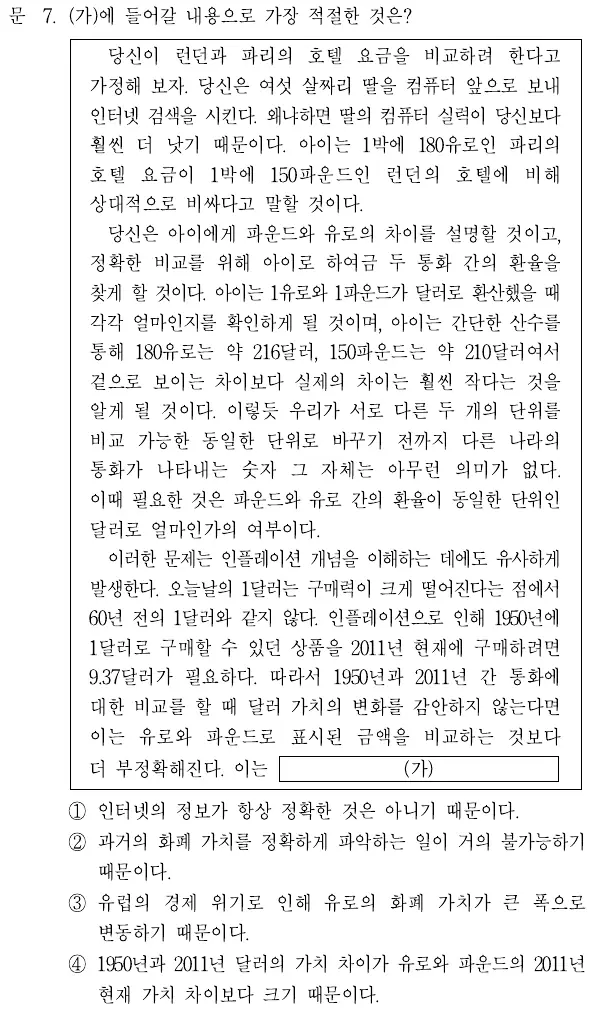 문 7. (가)에 들어갈 내용으로 가장 적절한 것은?
당신이 런던과 파리의 호텔 요금을 비교하려 한다고
가정해 보자. 당신은 여섯 살짜리 딸을 컴퓨터 앞으로 보내
인터넷 검색을 시킨다. 왜냐하면 딸의 컴퓨터 실력이 당신보다
훨씬 더 낫기 때문이다. 아이는 1박에 180유로인 파리의
호텔 요금이 1박에 150파운드인 런던의 호텔에 비해
상대적으로 비싸다고 말할 것이다.
당신은 아이에게 파운드와 유로의 차이를 설명할 것이고,
정확한 비교를 위해 아이로 하여금 두 통화 간의 환율을
찾게 할 것이다. 아이는 1유로와 1파운드가 달러로 환산했을 때
각각 얼마인지를 확인하게 될 것이며, 아이는 간단한 산수를
통해 180유로는 약 216달러, 150파운드는 약 210달러여서
겉으로 보이는 차이보다 실제의 차이는 훨씬 작다는 것을
알게 될 것이다. 이렇듯 우리가 서로 다른 두 개의 단위를
비교 가능한 동일한 단위로 바꾸기 전까지 다른 나라의
통화가 나타내는 숫자 그 자체는 아무런 의미가 없다.
이때 필요한 것은 파운드와 유로 간의 환율이 동일한 단위인
달러로 얼마인가의 여부이다.
이러한 문제는 인플레이션 개념을 이해하는 데에도 유사하게
발생한다. 오늘날의 1달러는 구매력이 크게 떨어진다는 점에서
60년 전의 1달러와 같지 않다. 인플레이션으로 인해 1950년에
1달러로 구매할 수 있던 상품을 2011년 현재에 구매하려면
9.37달러가 필요하다. 따라서 1950년과 2011년 간 통화에
대한 비교를 할 때 달러 가치의 변화를 감안하지 않는다면
이는 유로와 파운드로 표시된 금액을 비교하는 것보다
더 부정확해진다. 이는 (가)
① 인터넷의 정보가 항상 정확한 것은 아니기 때문이다.
② 과거의 화폐 가치를 정확하게 파악하는 일이 거의 불가능하기
때문이다.
③ 유럽의 경제 위기로 인해 유로의 화폐 가치가 큰 폭으로
변동하기 때문이다.
④ 1950년과 2011년 달러의 가치 차이가 유로와 파운드의 2011년
현재 가치 차이보다 크기 때문이다.